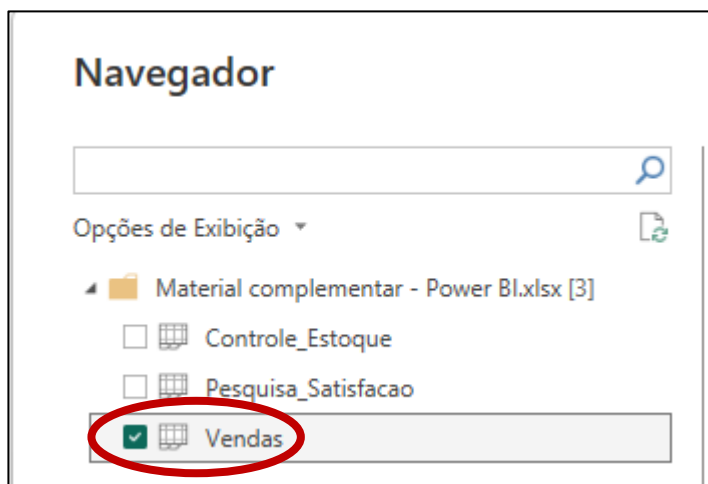 Navegador
Opções de Exibição
Material complementar - Power BI.xlsx [3]
Controle_Estoque
Pesquisa_Satisfacao
Vendas